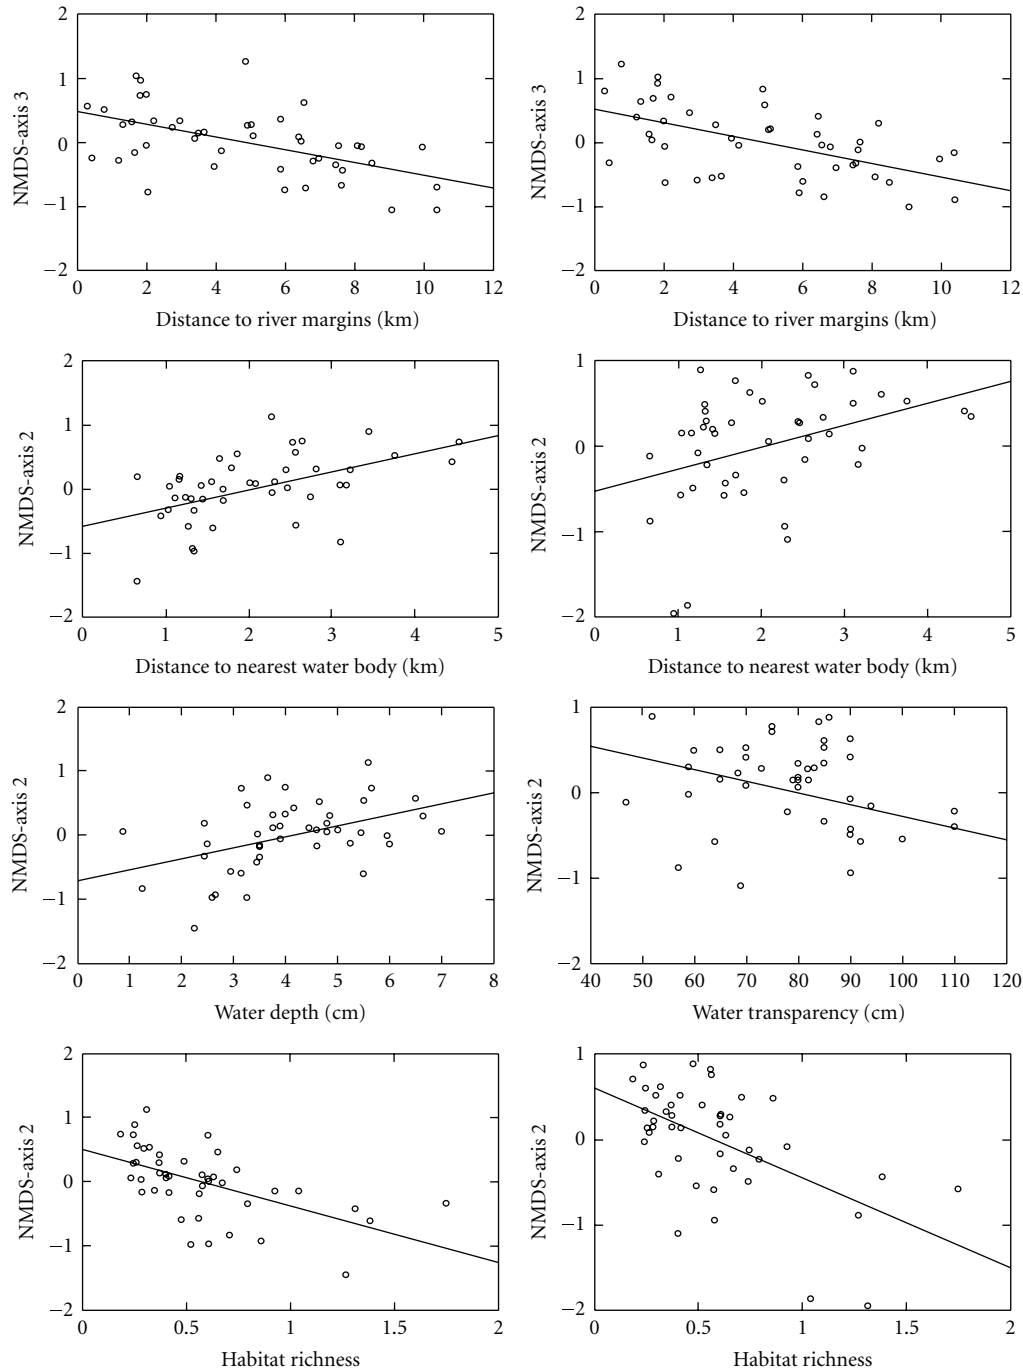 2
1
0
−1
−2
NMDS-axis 3
0 2 4 6 8 10 12
Distance to river margins (km)
2
1
0
−1
−2
NMDS-axis 3
0 2 4 6 8 10 12
Distance to river margins (km)
2
1
0
−1
−2
NMDS-axis 2
0 1 2 3 4 5
Distance to nearest water body (km)
1
0
−1
−2
NMDS-axis 2
0 1 2 3 4 5
Distance to nearest water body (km)
2
1
0
−1
−2
NMDS-axis 2
0 1 2 3 4 5 6 7 8
Water depth (cm)
1
0
−1
−2
NMDS-axis 2
40 50 60 70 80 90 100 110 120
Water transparency (cm)
2
1
0
−1
−2
NMDS-axis 2
0 0.5 1 1.5 2
Habitat richness
1
0
−1
−2
NMDS-axis 2
0 0.5 1 1.5 2
Habitat richness